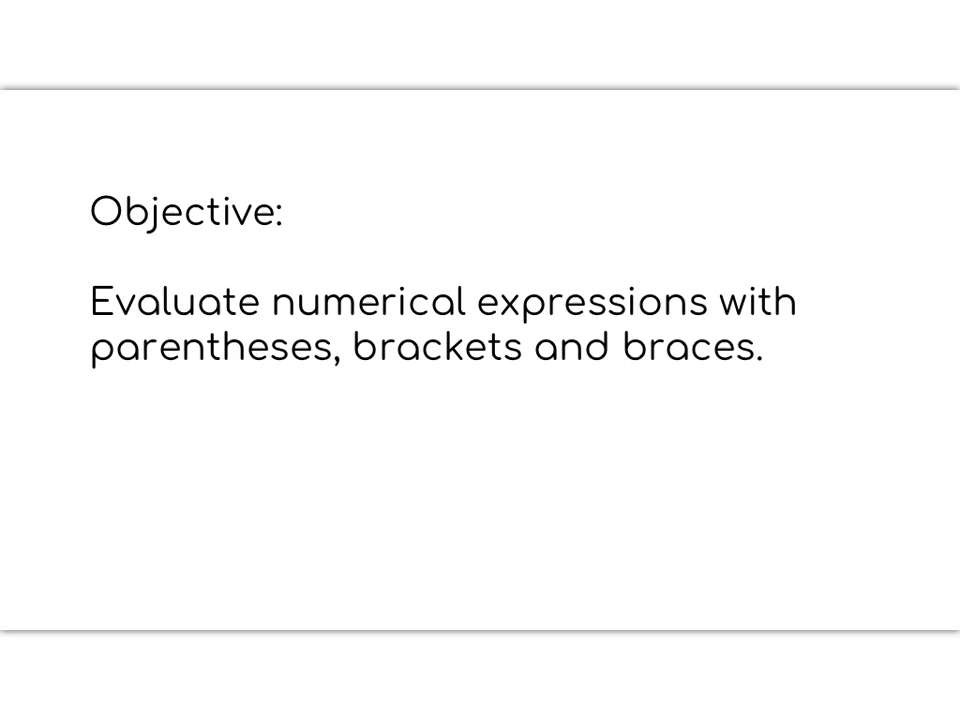 Objective:
Evaluate numerical expressions with
parentheses, brackets and braces.